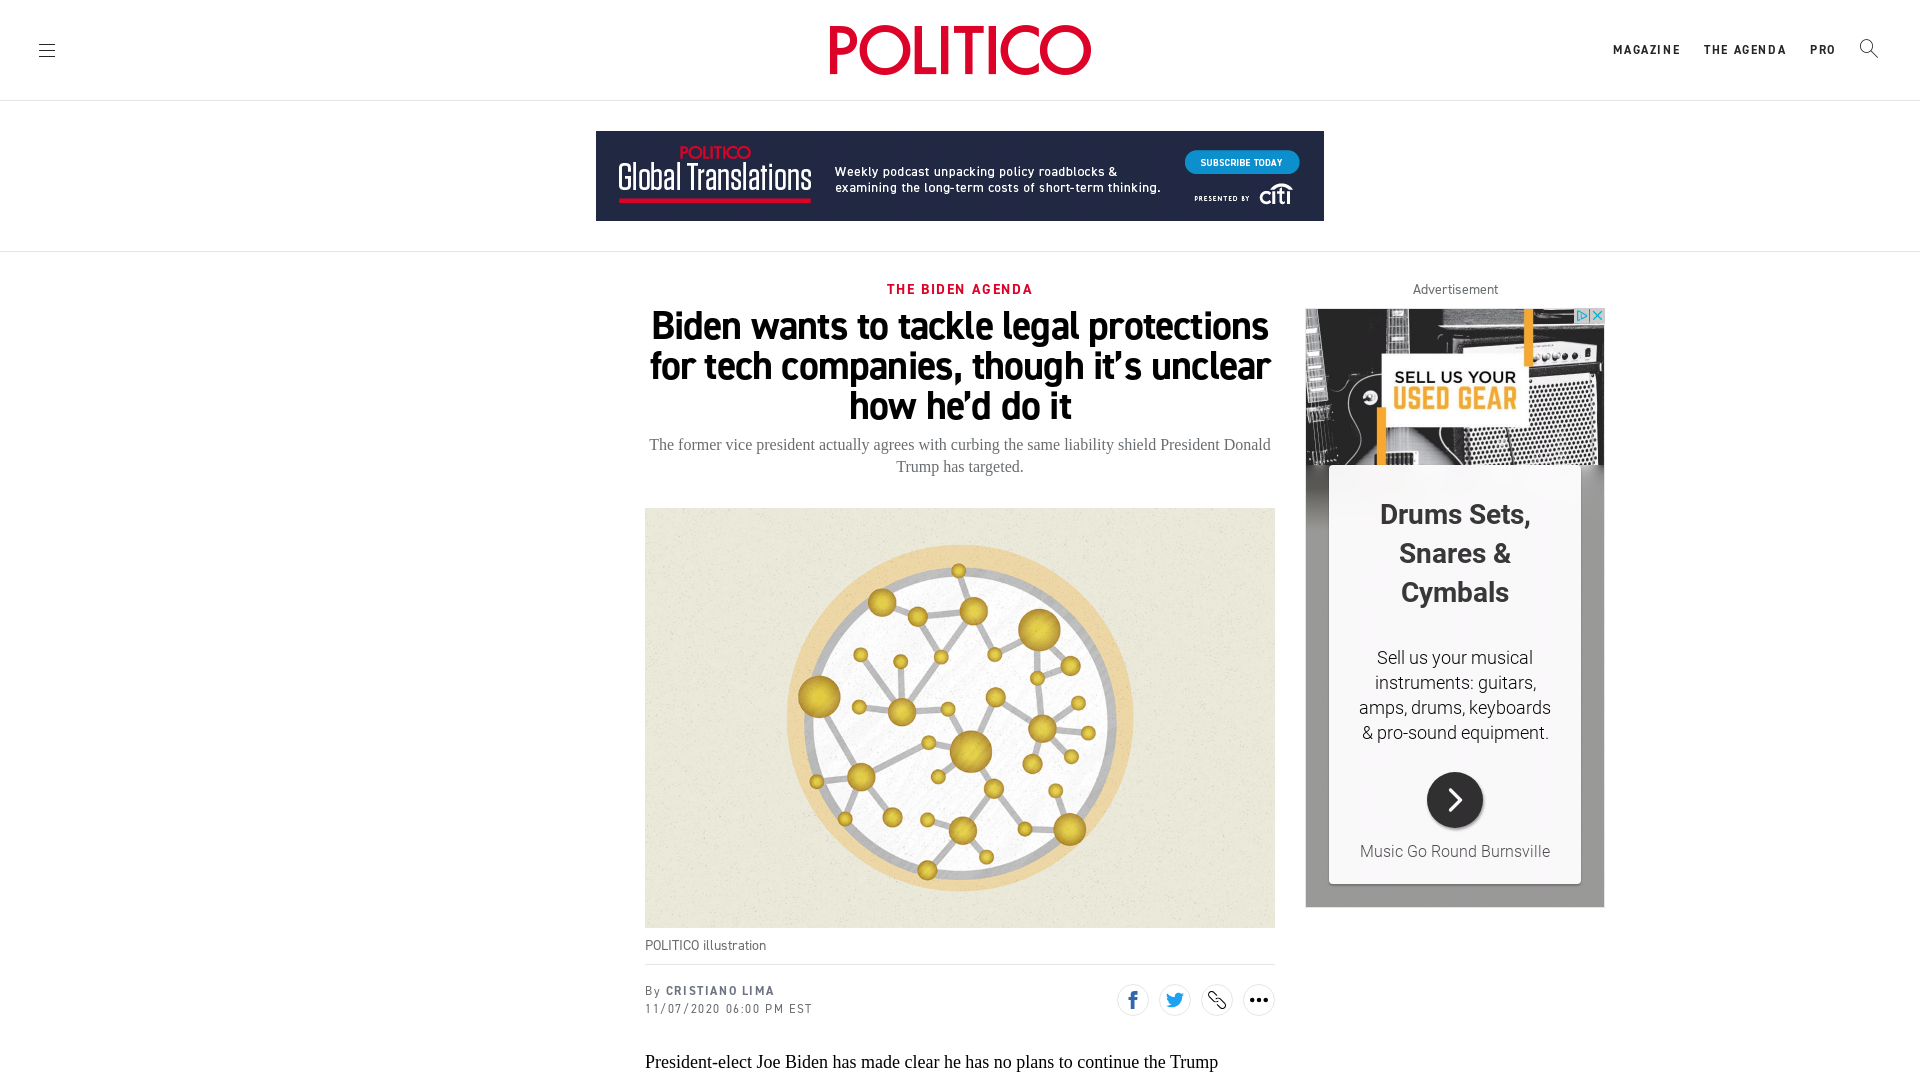 POLITICO
MAGAZINE THE AGENDA PRO
POLITICO
Global Translations
Weekly podcast unpacking policy roadblocks &
examining the long-term costs of short-term thinking.
SUBSCRIBE TODAY
PRESENTED BY citi
THE BIDEN AGENDA
Biden wants to tackle legal protections
for tech companies, though it’s unclear
how he’d do it
The former vice president actually agrees with curbing the same liability shield President Donald
Trump has targeted.
POLITICO illustration
By CRISTIANO LIMA
11/07/2020 06:00 PM EST
President-elect Joe Biden has made clear he has no plans to continue the Trump
Advertisement
SELL US YOUR
USED GEAR
Drums Sets,
Snares &
Cymbals
Sell us your musical
instruments: guitars,
amps, drums, keyboards
& pro-sound equipment.
Music Go Round Burnsville